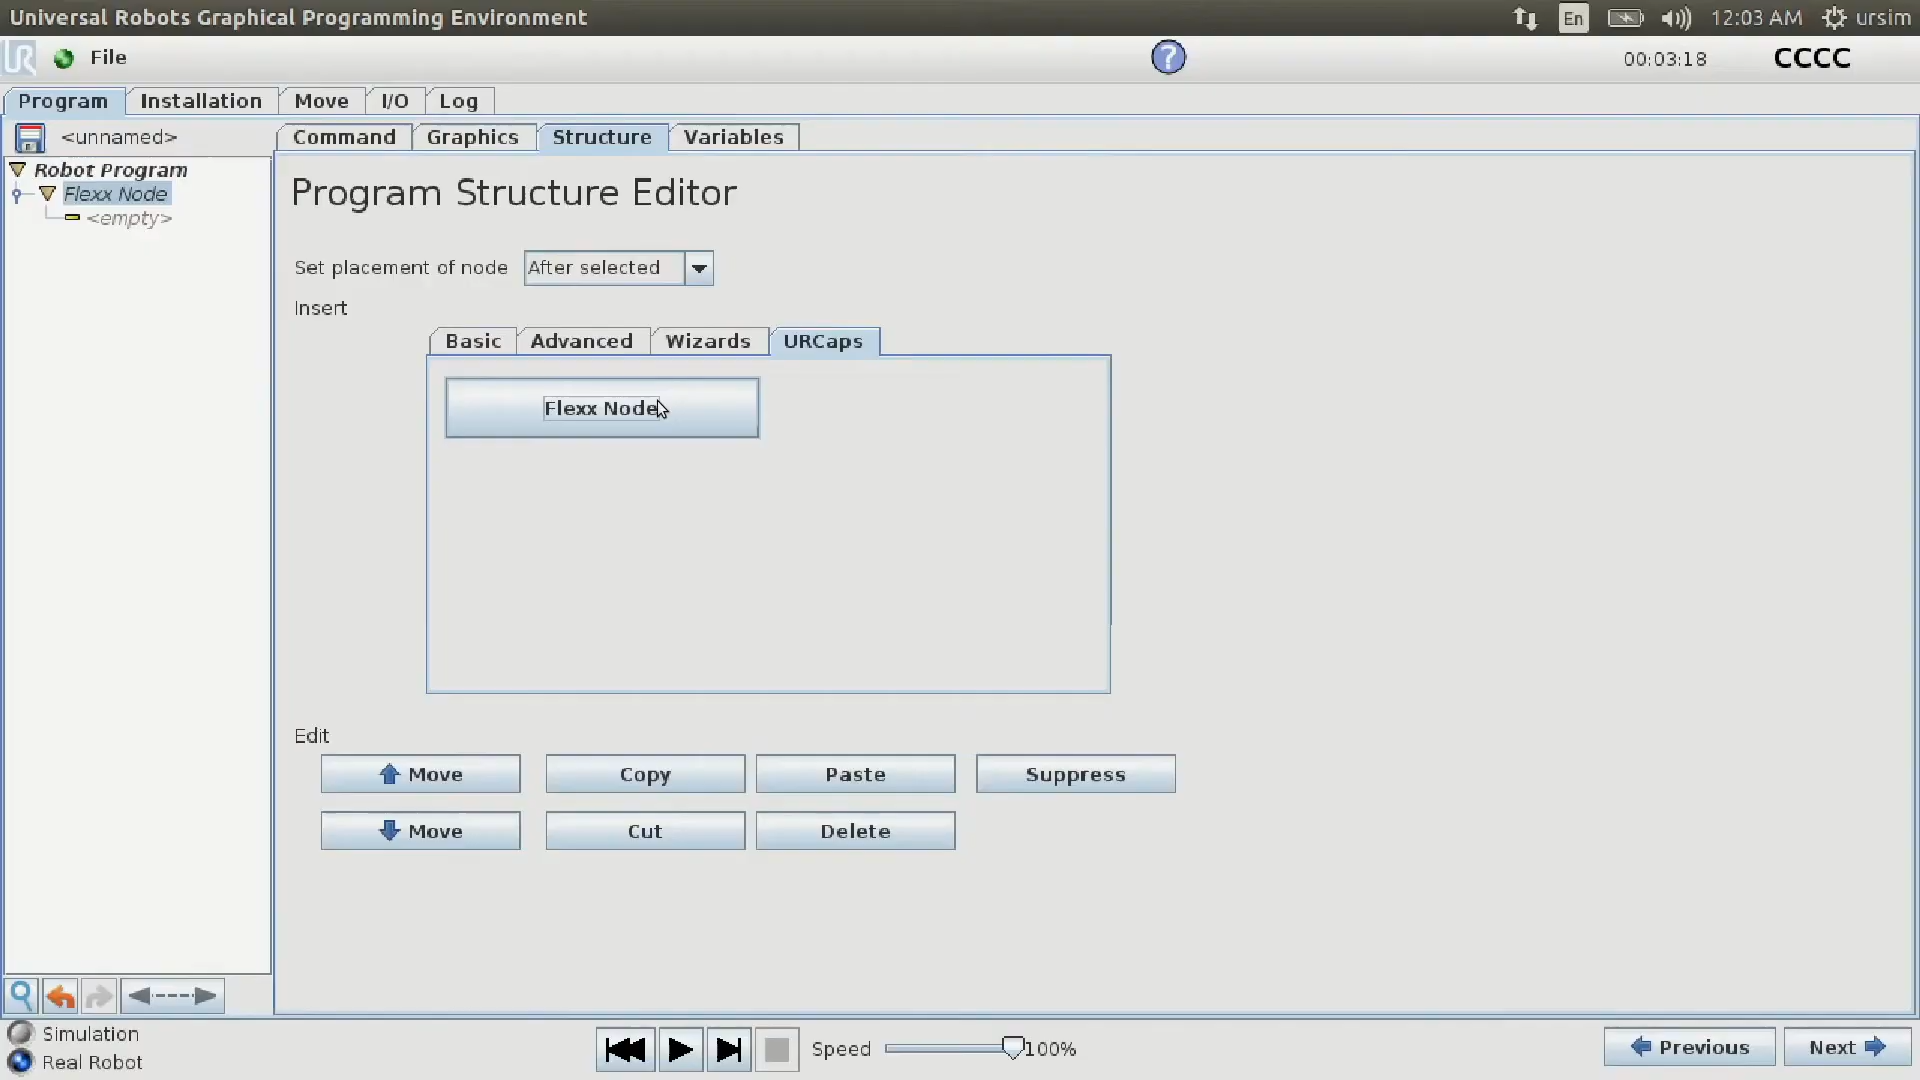 Universal Robots Graphical Programming Environment
En
12:03 AM
ursim
UR
File
?
00:03:18
CCCC
Program
Installation
Move
I/O
Log
<unnamed>
Command
Graphics
Structure
Variables
Robot Program
Flexx Node
<empty>
Program Structure Editor
Set placement of node
After selected
Insert
Basic
Advanced
Wizards
URCaps
Flexx Node
Edit
Move
Copy
Paste
Suppress
Move
Cut
Delete
Simulation
Real Robot
Speed
100%
Previous
Next